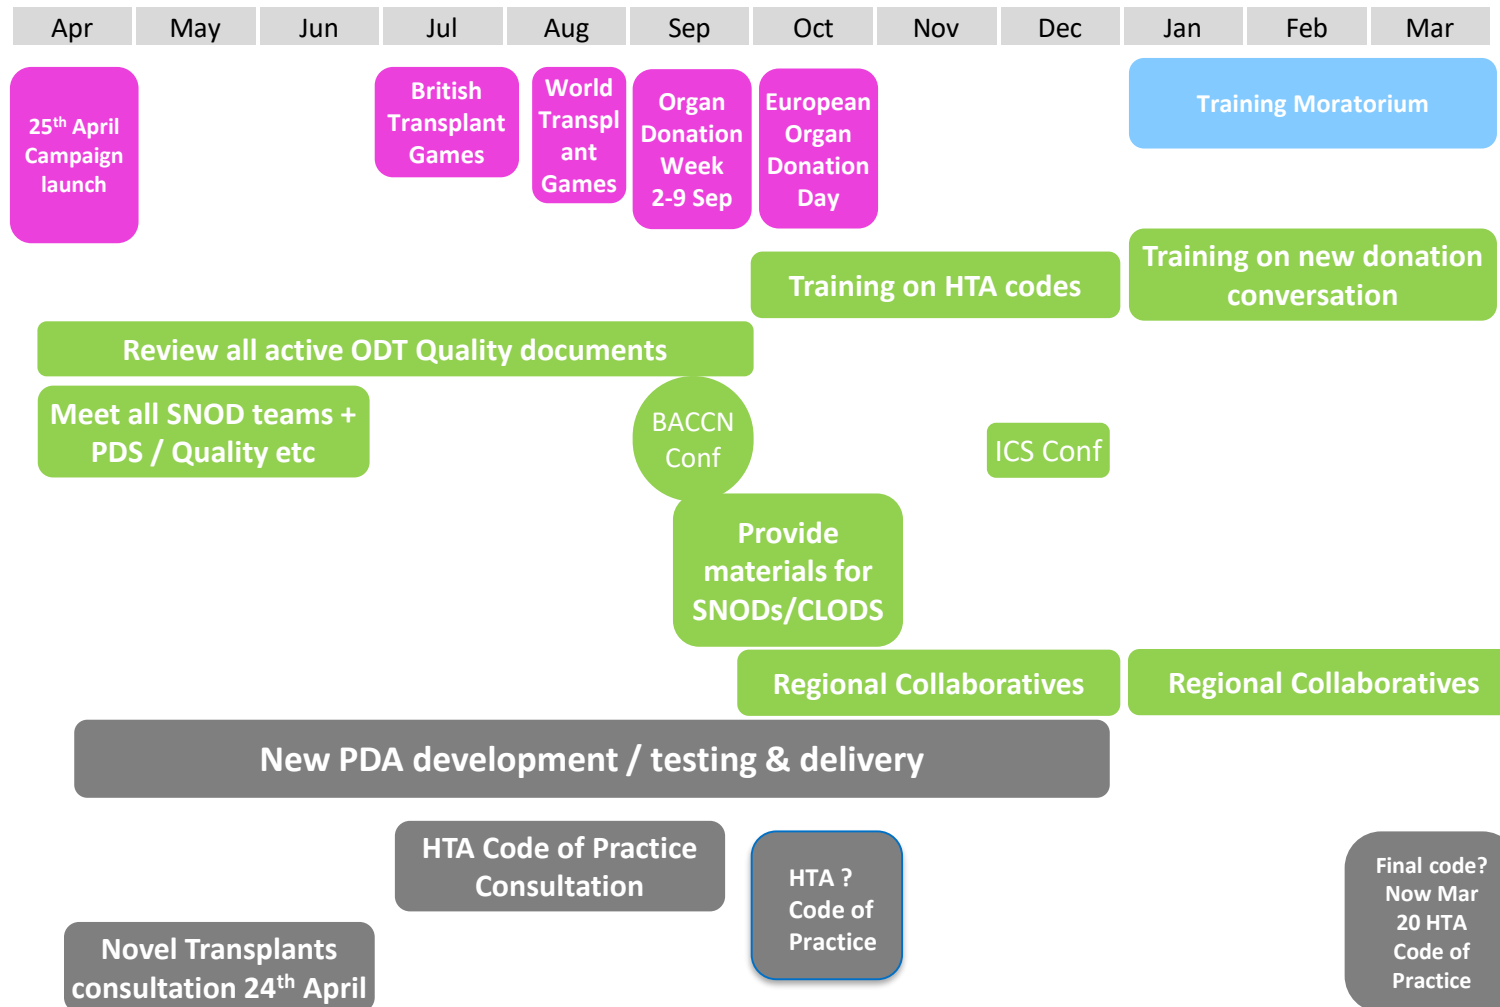 Apr May Jun Jul Aug Sep Oct Nov Dec Jan Feb Mar
25th April
Campaign
launch
British
Transplant
Games
World
Transpl
ant
Games
Organ
Donation
Week
2-9 Sep
European
Organ
Donation
Day
Training Moratorium
Training on HTA codes
Training on new donation
conversation
Review all active ODT Quality documents
Meet all SNOD teams +
PDS / Quality etc
BACCN
Conf
ICS Conf
Provide
materials for
SNODs/CLODS
Regional Collaboratives
Regional Collaboratives
New PDA development / testing & delivery
HTA Code of Practice
Consultation
HTA ?
Code of
Practice
Final code?
Now Mar
20 HTA
Code of
Practice
Novel Transplants
consultation 24th April